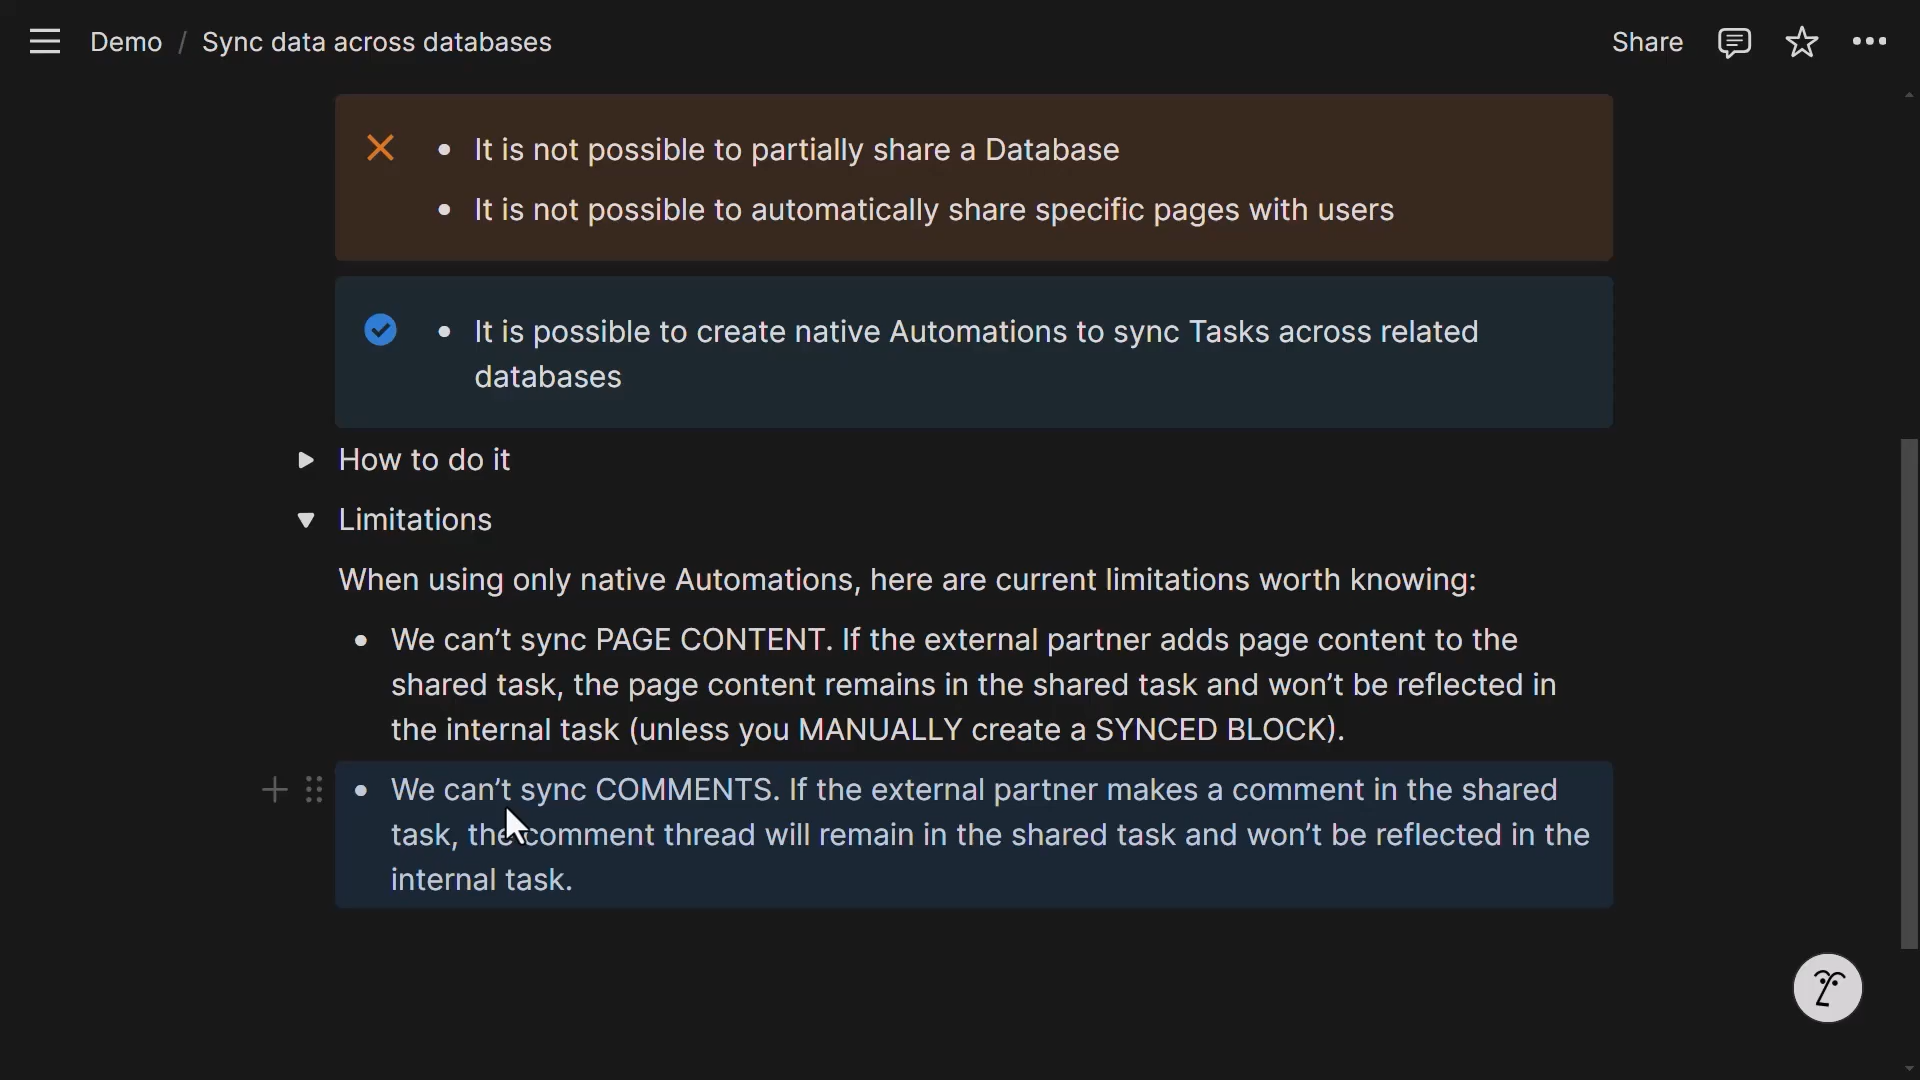 Demo / Sync data across databases
Share
• It is not possible to partially share a Database
• It is not possible to automatically share specific pages with users
• It is possible to create native Automations to sync Tasks across related
databases
How to do it
Limitations
When using only native Automations, here are current limitations worth knowing:
• We can’t sync PAGE CONTENT. If the external partner adds page content to the
shared task, the page content remains in the shared task and won’t be reflected in
the internal task (unless you MANUALLY create a SYNCED BLOCK).
• We can’t sync COMMENTS. If the external partner makes a comment in the shared
task, the comment thread will remain in the shared task and won’t be reflected in the
internal task.